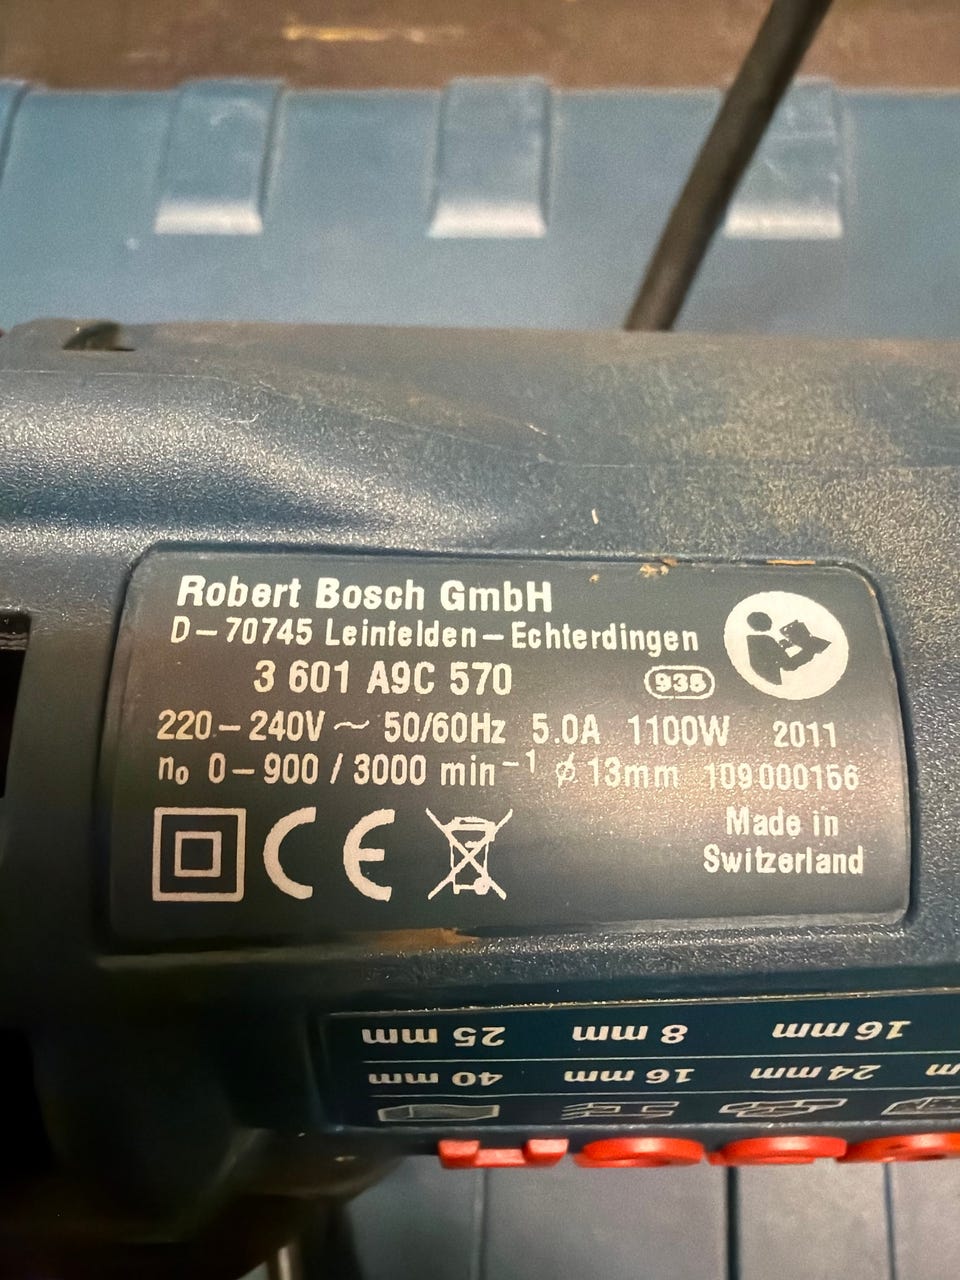 Robert Bosch GmbH
D-70745 Leinfelden-Echterdingen
3 601 A9C 570 935
220-240V ~ 50/60Hz 5.0A 1100W 2011
n₀ 0-900 / 3000 min⁻¹ ⌀ 13mm 109000156
Made in
Switzerland
CE
16 mm 8 mm 25 mm
24 mm 16 mm 40 mm